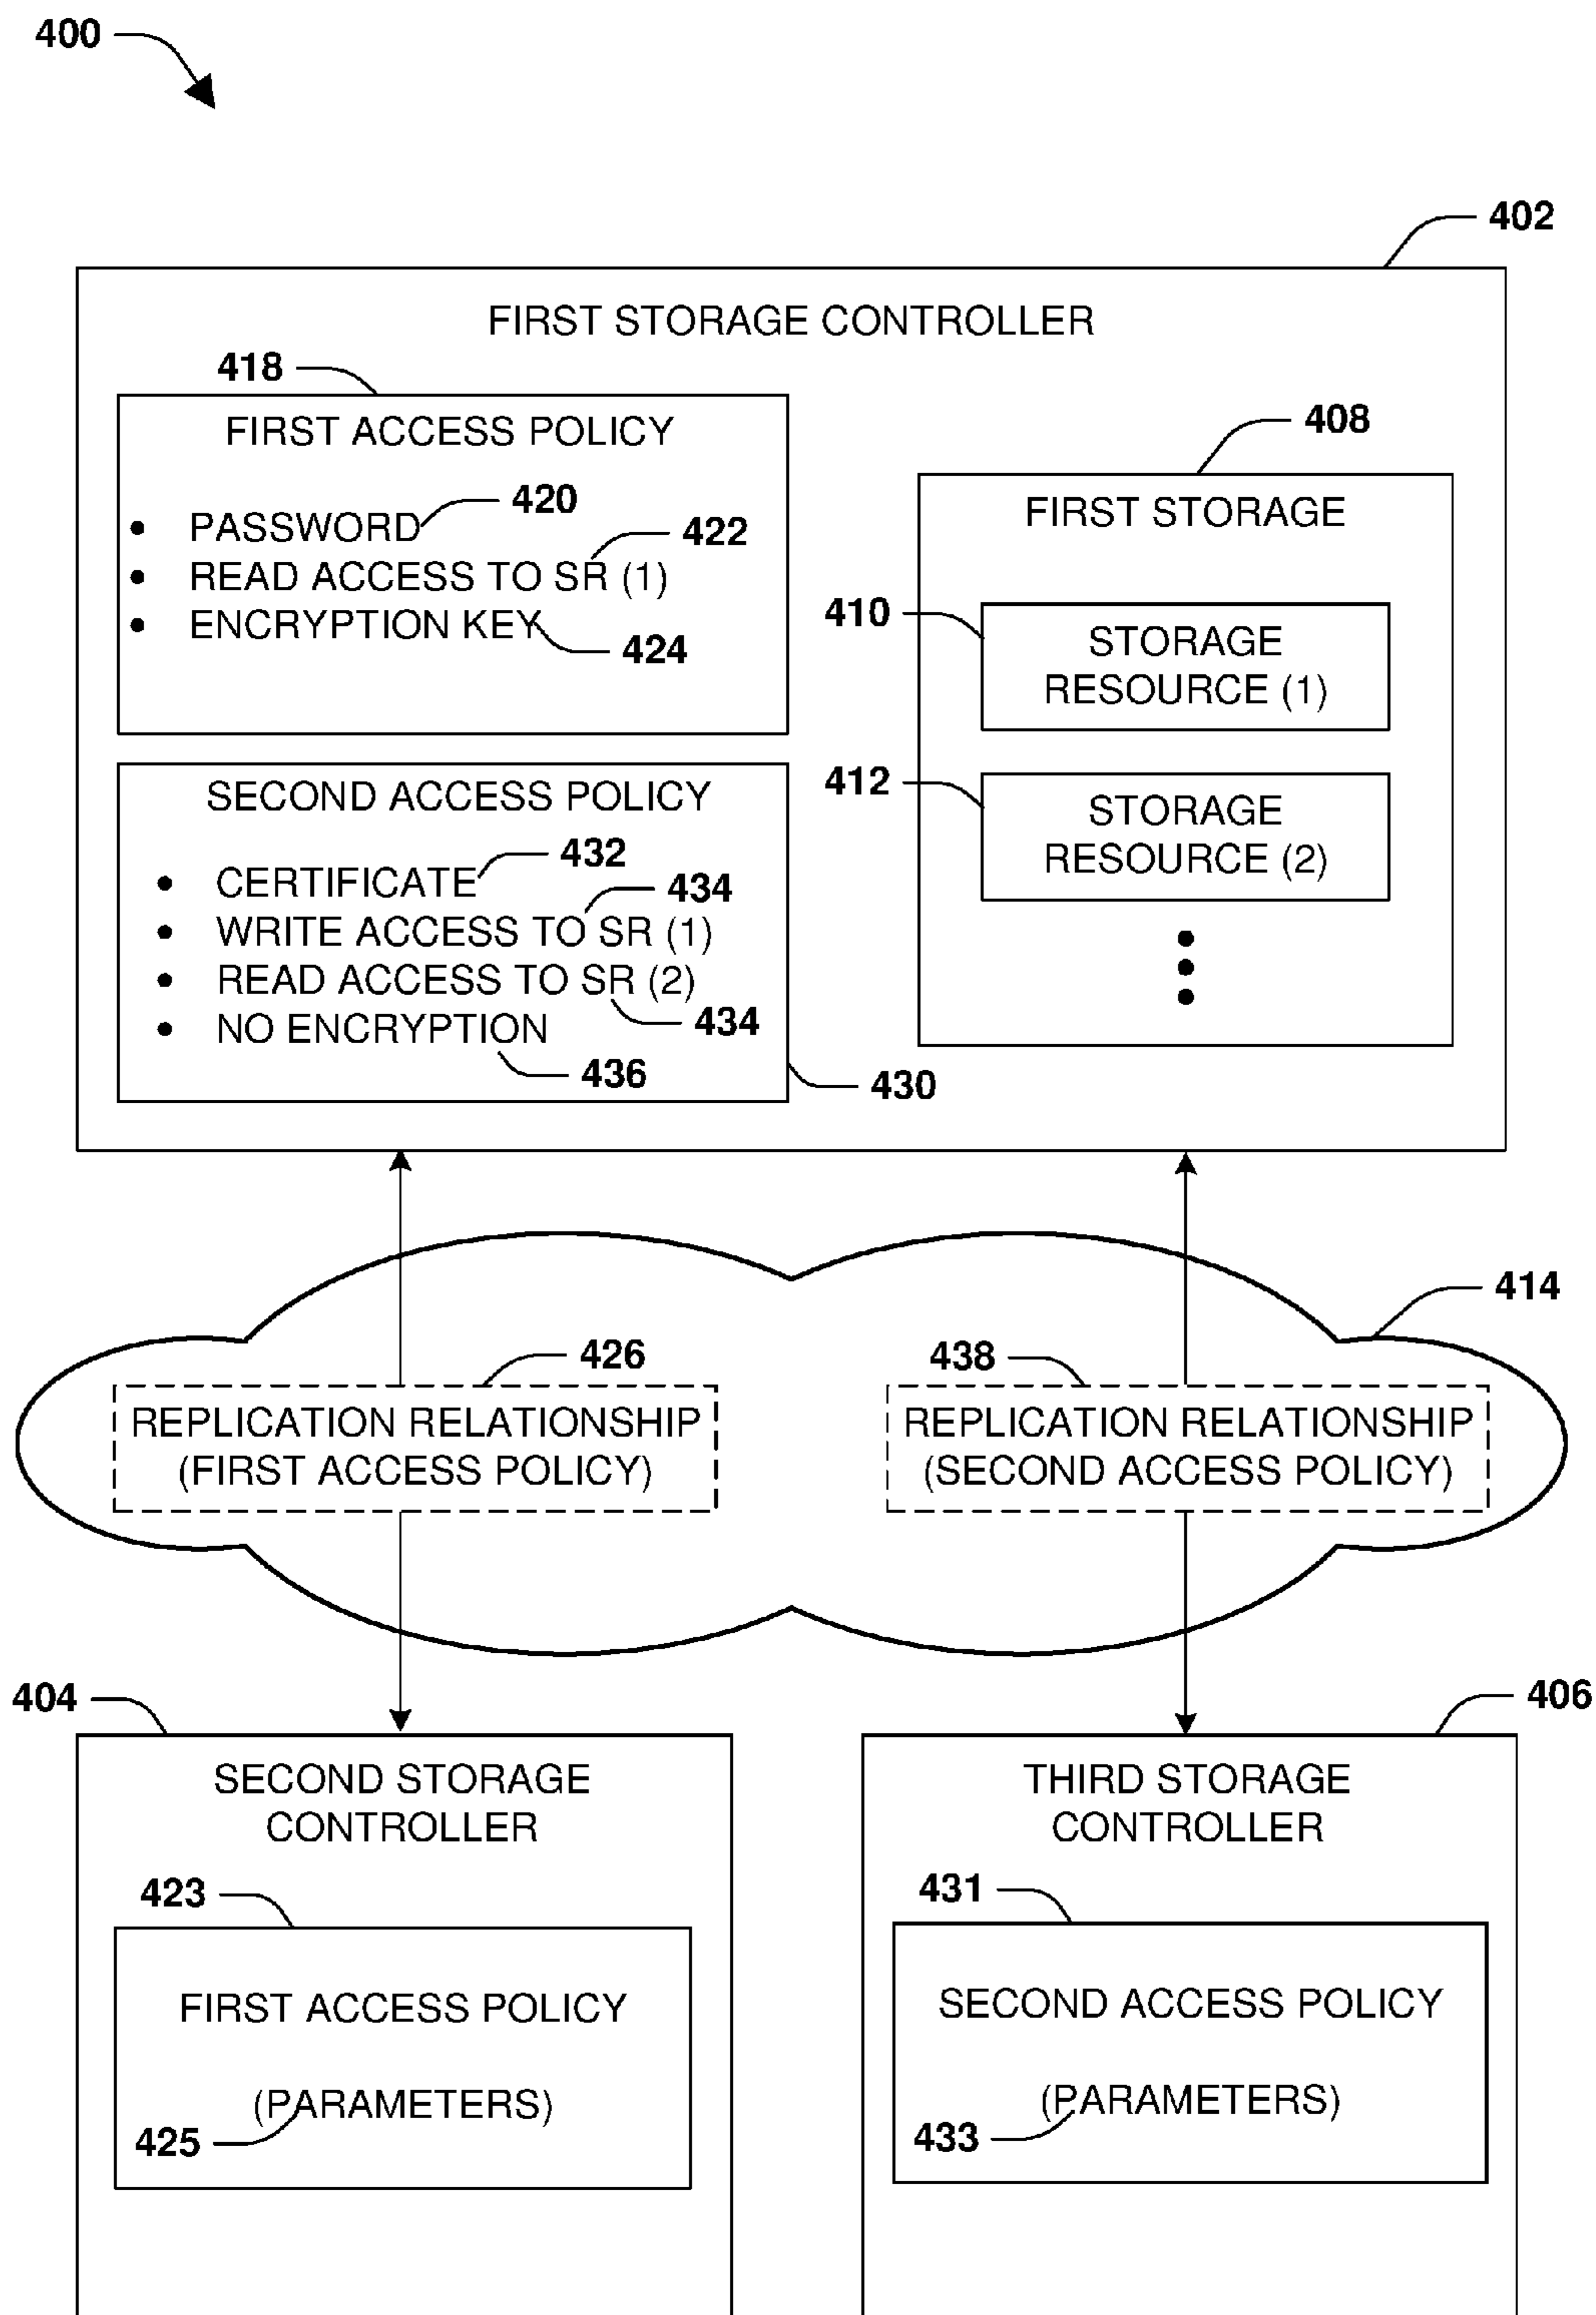 400
402
FIRST STORAGE CONTROLLER
418
FIRST ACCESS POLICY
420
• PASSWORD
422
• READ ACCESS TO SR (1)
• ENCRYPTION KEY
424
408
FIRST STORAGE
410
STORAGE
RESOURCE (1)
412
STORAGE
RESOURCE (2)
SECOND ACCESS POLICY
432
• CERTIFICATE
434
• WRITE ACCESS TO SR (1)
• READ ACCESS TO SR (2)
434
• NO ENCRYPTION
436
430
414
426
REPLICATION RELATIONSHIP
(FIRST ACCESS POLICY)
438
REPLICATION RELATIONSHIP
(SECOND ACCESS POLICY)
404
SECOND STORAGE
CONTROLLER
423
FIRST ACCESS POLICY
(PARAMETERS)
425
406
THIRD STORAGE
CONTROLLER
431
SECOND ACCESS POLICY
(PARAMETERS)
433